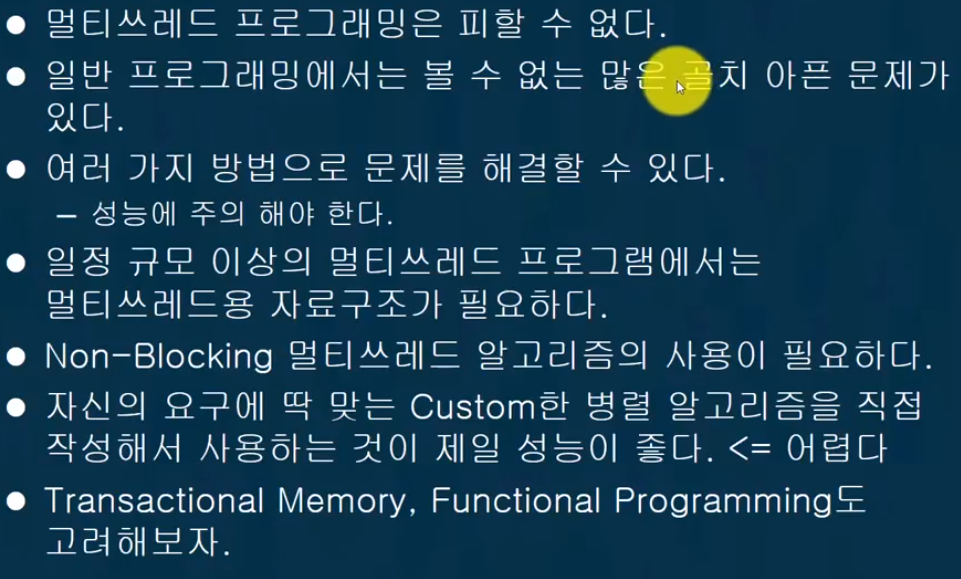 ● 멀티쓰레드 프로그래밍은 피할 수 없다.
● 일반 프로그래밍에서는 볼 수 없는 많은 골치 아픈 문제가
있다.
● 여러 가지 방법으로 문제를 해결할 수 있다.
– 성능에 주의 해야 한다.
● 일정 규모 이상의 멀티쓰레드 프로그램에서는
멀티쓰레드용 자료구조가 필요하다.
● Non-Blocking 멀티쓰레드 알고리즘의 사용이 필요하다.
● 자신의 요구에 딱 맞는 Custom한 병렬 알고리즘을 직접
작성해서 사용하는 것이 제일 성능이 좋다. <= 어렵다
● Transactional Memory, Functional Programming도
고려해보자.